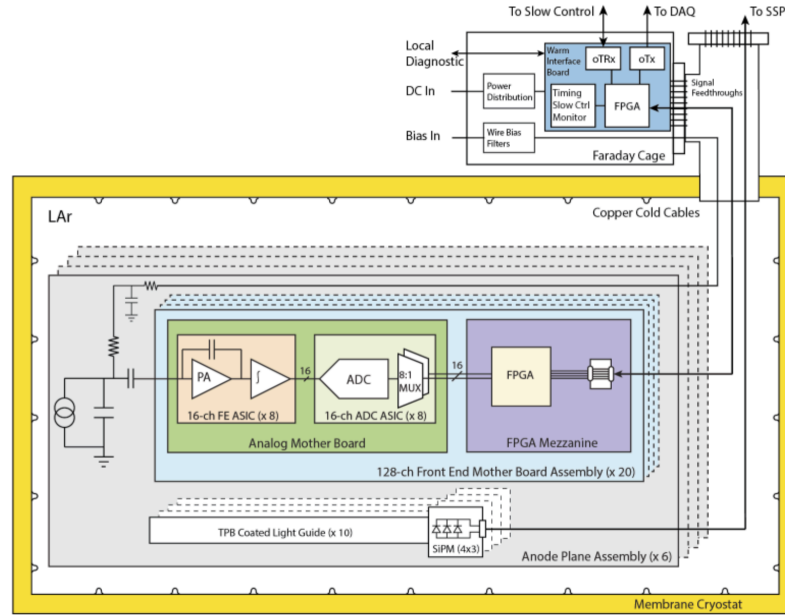 To Slow Control
To DAQ
To SSP
Local
Diagnostic
Warm
Interface
Board
oTRx
oTx
Signal
Feedthroughs
DC In
Power
Distribution
Timing
Slow Ctrl
Monitor
FPGA
Bias In
Wire Bias
Filters
Faraday Cage
LAr
Copper Cold Cables
PA
∫
16
ADC
8:1
MUX
16
FPGA
16-ch FE ASIC (x 8)
16-ch ADC ASIC (x 8)
Analog Mother Board
FPGA Mezzanine
128-ch Front End Mother Board Assembly (x 20)
TPB Coated Light Guide (x 10)
SiPM (4x3)
Anode Plane Assembly (x 6)
Membrane Cryostat